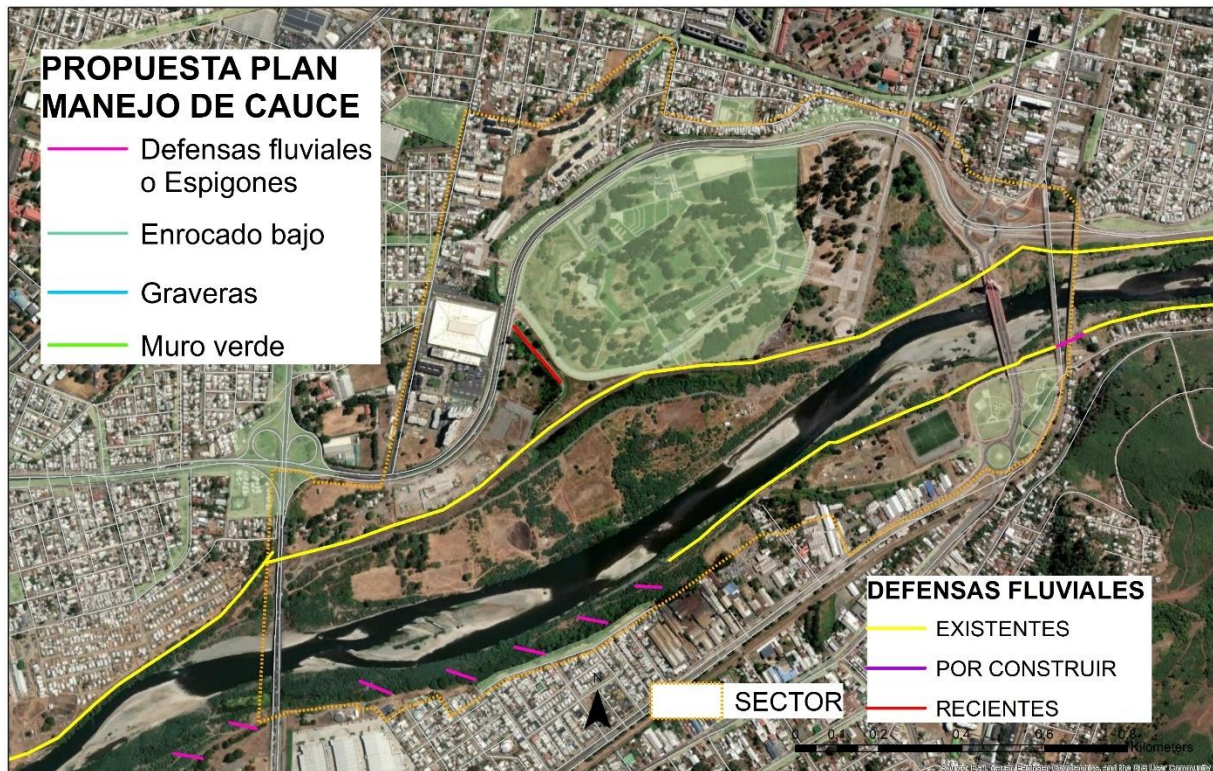 PROPUESTA PLAN
MANEJO DE CAUCE
Defensas fluviales
o Espigones
Enrocado bajo
Graveras
Muro verde
N
SECTOR
DEFENSAS FLUVIALES
EXISTENTES
POR CONSTRUIR
RECIENTES
0 0.1 0.2 0.4 0.6 0.8
Kilometers